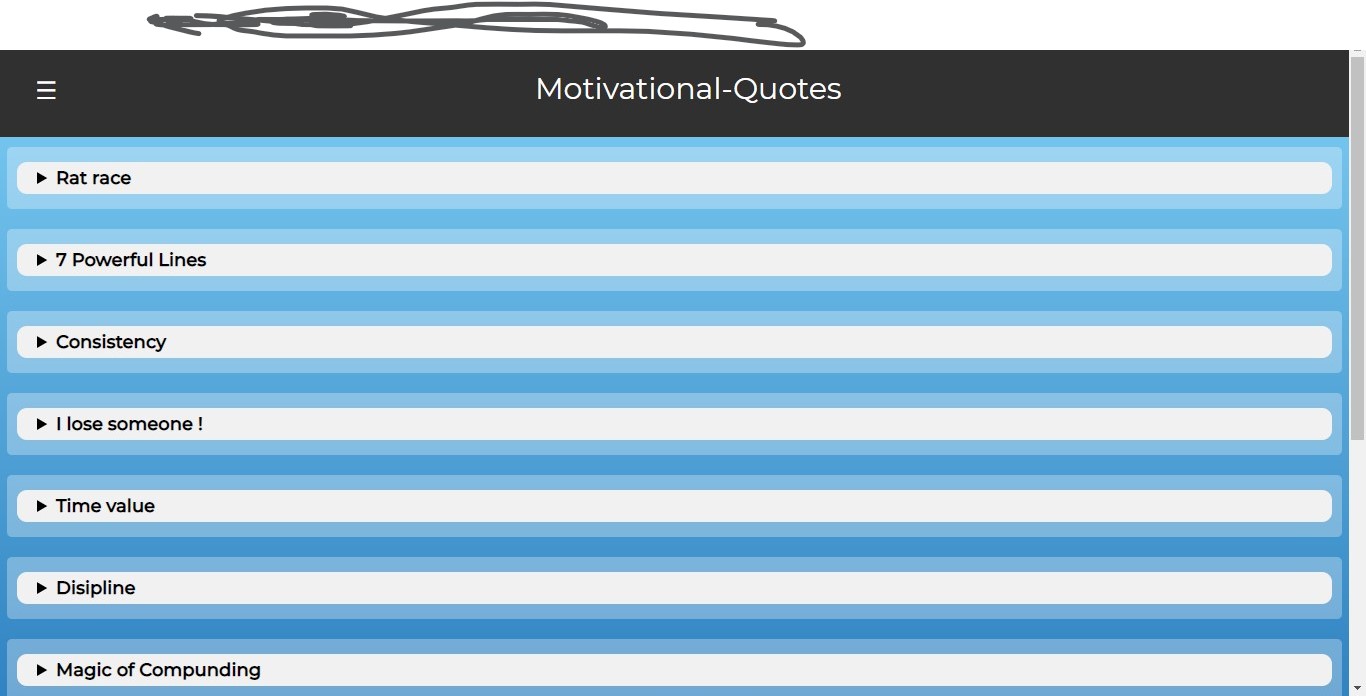 Motivational-Quotes
Rat race
7 Powerful Lines
Consistency
I lose someone !
Time value
Disipline
Magic of Compunding